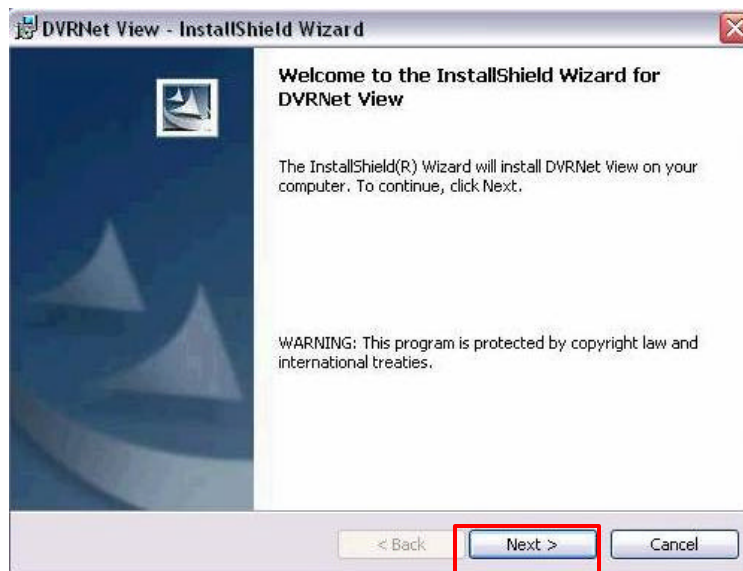 DVRNet View - InstallShield Wizard
Welcome to the InstallShield Wizard for
DVRNet View
The InstallShield(R) Wizard will install DVRNet View on your
computer. To continue, click Next.
WARNING: This program is protected by copyright law and
international treaties.
< Back Next > Cancel